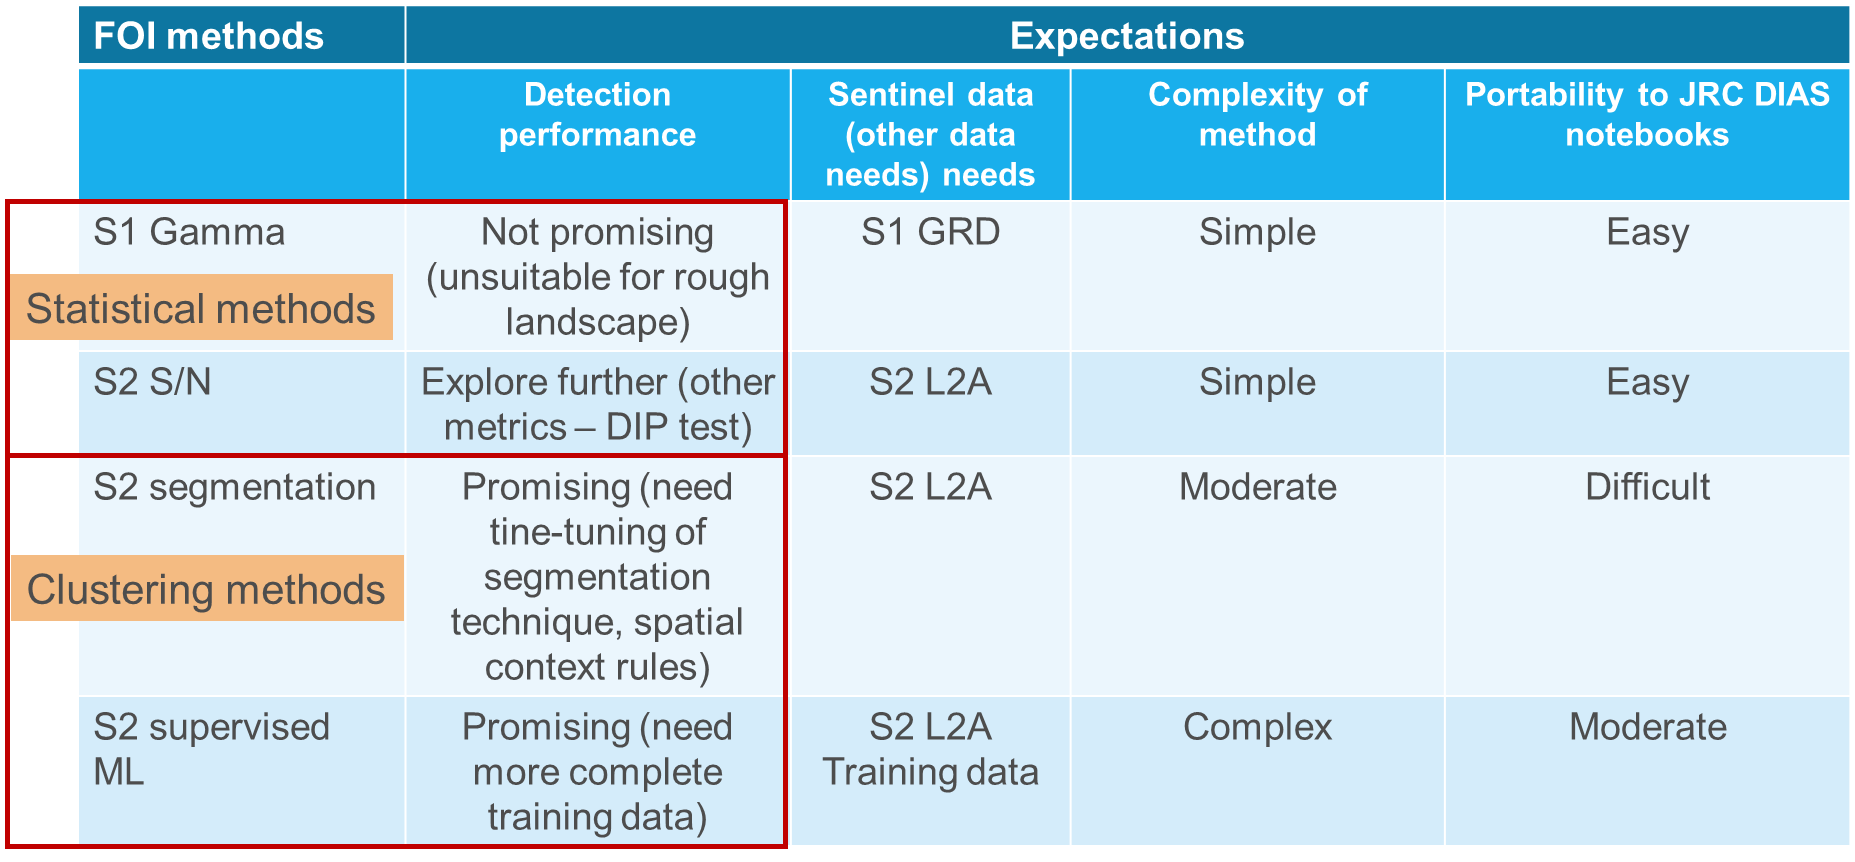 FOI methods
Expectations
Detection
performance
Sentinel data
(other data
needs) needs
Complexity of
method
Portability to JRC DIAS
notebooks
S1 Gamma
Not promising
(unsuitable for rough
landscape)
S1 GRD
Simple
Easy
Statistical methods
S2 S/N
Explore further (other
metrics – DIP test)
S2 L2A
Simple
Easy
S2 segmentation
Promising (need
tine-tuning of
segmentation
technique, spatial
context rules)
S2 L2A
Moderate
Difficult
Clustering methods
S2 supervised
ML
Promising (need
more complete
training data)
S2 L2A
Training data
Complex
Moderate